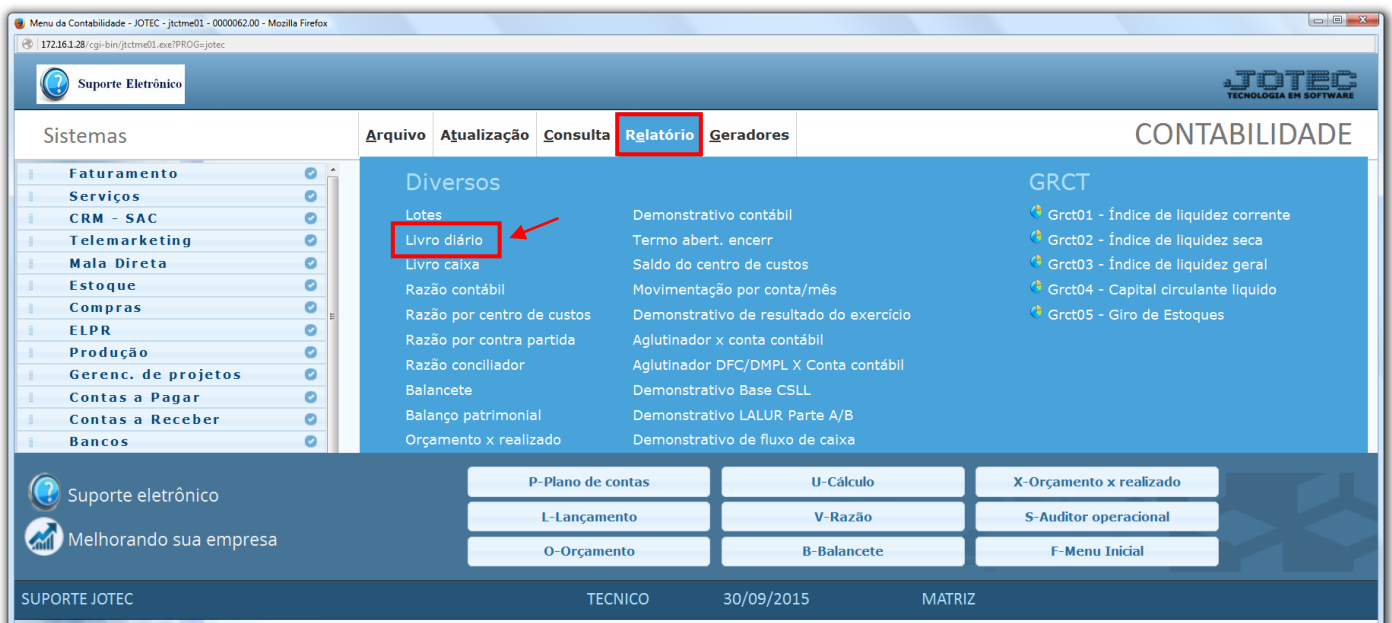 Menu da Contabilidade - JOTEC - jtctme01 - 0000062.00 - Mozilla Firefox
172.16.1.28/cgi-bin/jtctme01.exe?PROG=jotec
Suporte Eletrônico
JOTEC
TECNOLOGIA EM SOFTWARE
Sistemas
Arquivo Atualização Consulta Relatório Geradores
CONTABILIDADE
Faturamento
Serviços
CRM - SAC
Telemarketing
Mala Direta
Estoque
Compras
ELPR
Produção
Gerenc. de projetos
Contas a Pagar
Contas a Receber
Bancos
Diversos
Lotes
Livro diário
Livro caixa
Razão contábil
Razão por centro de custos
Razão por contra partida
Razão conciliador
Balancete
Balanço patrimonial
Orçamento x realizado
Demonstrativo contábil
Termo abert. encerr
Saldo do centro de custos
Movimentação por conta/mês
Demonstrativo de resultado do exercício
Aglutinador x conta contábil
Aglutinador DFC/DMPL X Conta contábil
Demonstrativo Base CSLL
Demonstrativo LALUR Parte A/B
Demonstrativo de fluxo de caixa
GRCT
Grct01 - Índice de liquidez corrente
Grct02 - Índice de liquidez seca
Grct03 - Índice de liquidez geral
Grct04 - Capital circulante liquido
Grct05 - Giro de Estoques
Suporte eletrônico
Melhorando sua empresa
P-Plano de contas
U-Cálculo
X-Orçamento x realizado
L-Lançamento
V-Razão
S-Auditor operacional
O-Orçamento
B-Balancete
F-Menu Inicial
SUPORTE JOTEC
TECNICO
30/09/2015
MATRIZ